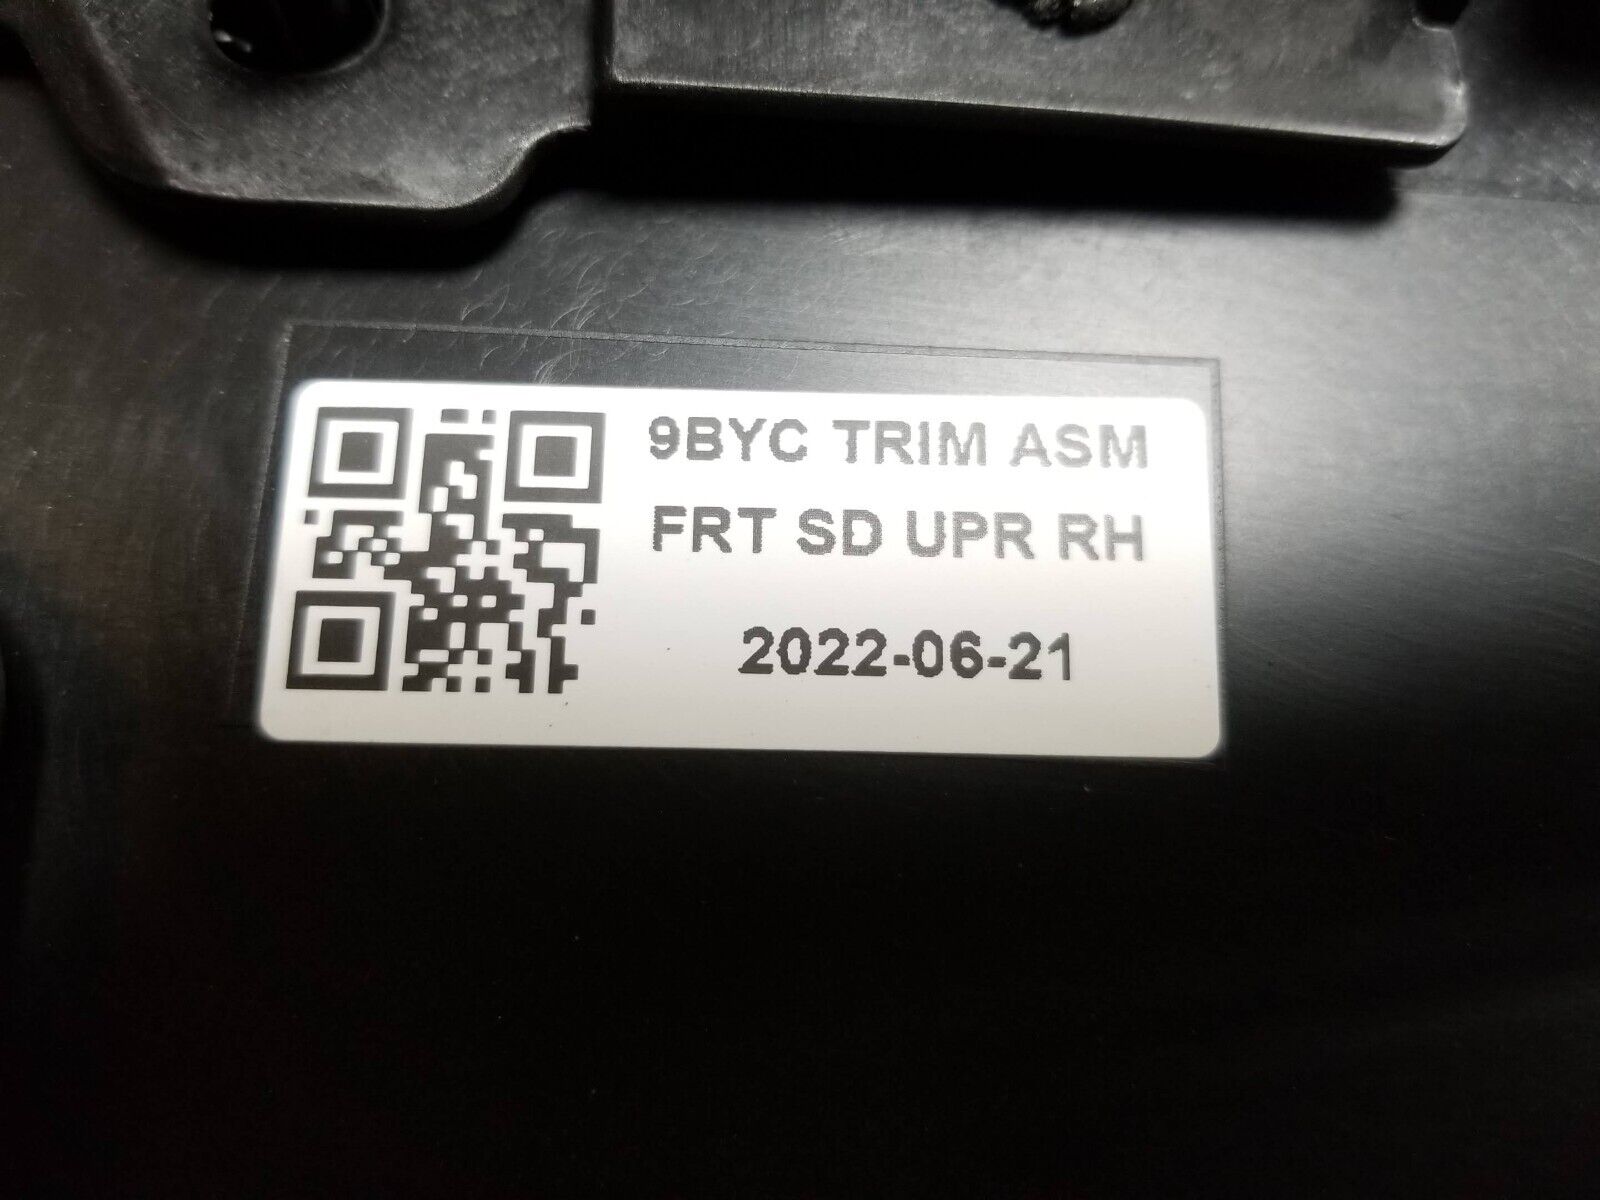 9BYC TRIM ASM
FRT SD UPR RH
2022-06-21